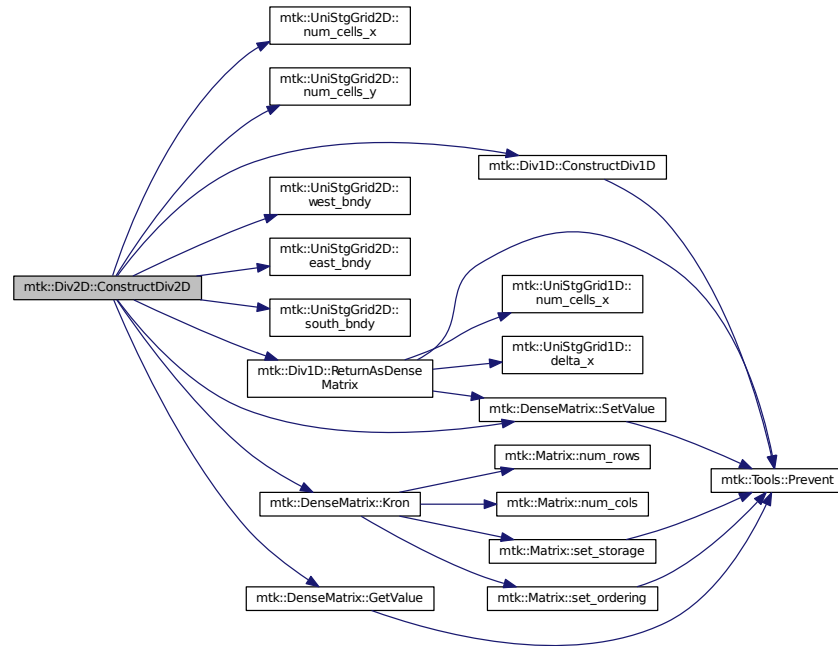 mtk::UniStgGrid2D::
num_cells_x
mtk::UniStgGrid2D::
num_cells_y
mtk::Div1D::ConstructDiv1D
mtk::UniStgGrid2D::
west_bndy
mtk::UniStgGrid2D::
east_bndy
mtk::Div2D::ConstructDiv2D
mtk::UniStgGrid1D::
num_cells_x
mtk::UniStgGrid2D::
south_bndy
mtk::UniStgGrid1D::
delta_x
mtk::Div1D::ReturnAsDense
Matrix
mtk::DenseMatrix::SetValue
mtk::Matrix::num_rows
mtk::Tools::Prevent
mtk::DenseMatrix::Kron
mtk::Matrix::num_cols
mtk::Matrix::set_storage
mtk::DenseMatrix::GetValue
mtk::Matrix::set_ordering